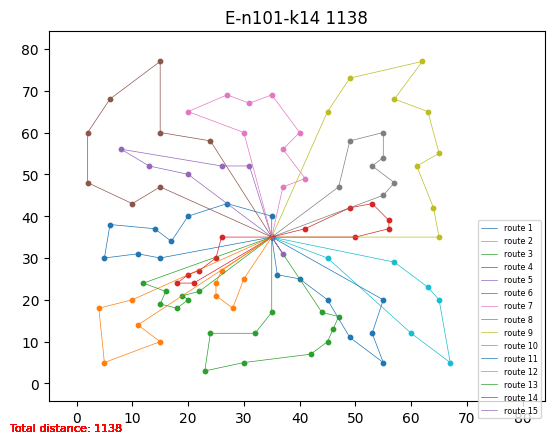 E-n101-k14 1138
80
70
60
50
40
30
20
10
0
0
10
20
30
40
50
60
70
80
route 1
route 2
route 3
route 4
route 5
route 6
route 7
route 8
route 9
route 10
route 11
route 12
route 13
route 14
route 15
Total distance: 1138